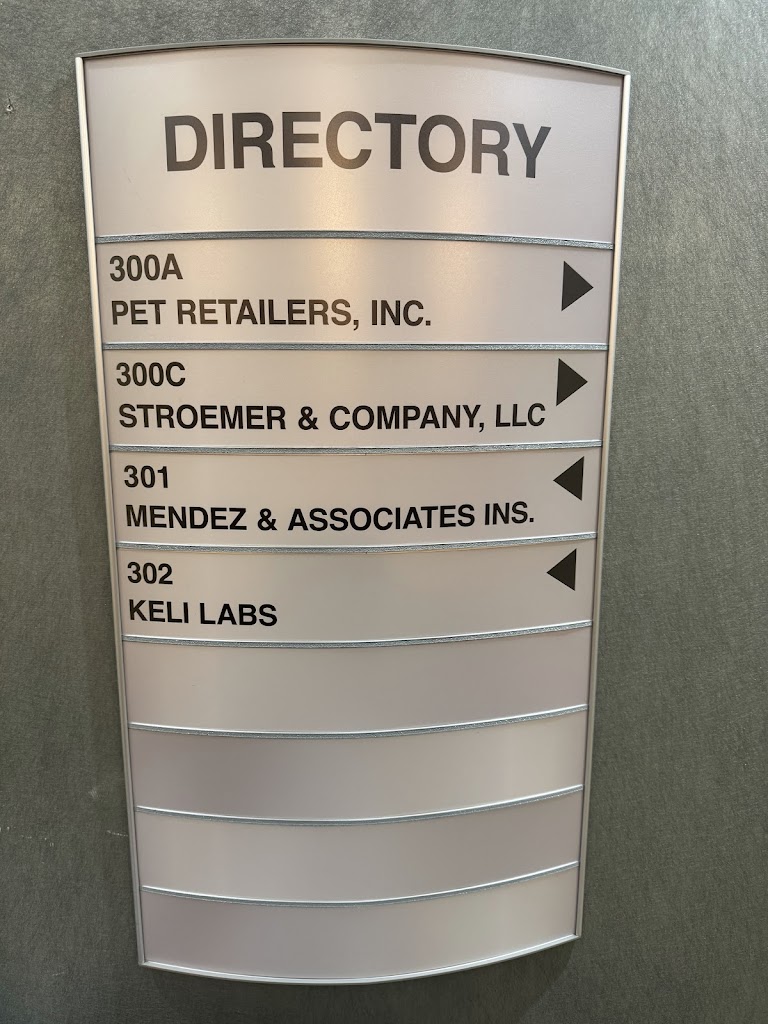 DIRECTORY
300A
PET RETAILERS, INC.
300C
STROEMER & COMPANY, LLC
301
MENDEZ & ASSOCIATES INS.
302
KELI LABS